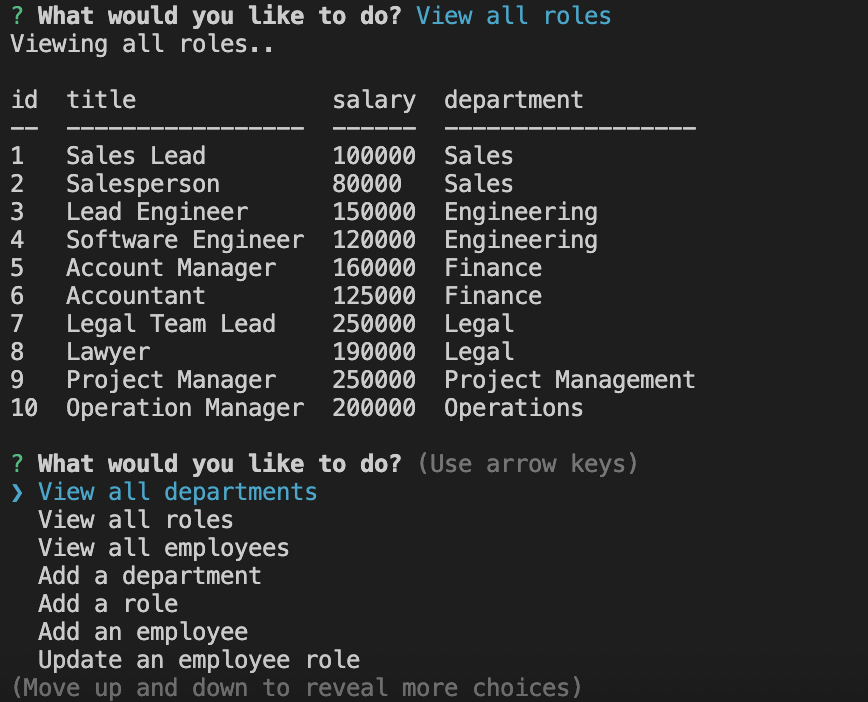 ? What would you like to do? View all roles
Viewing all roles..
id  title              salary  department
--  -----------------  ------  ------------------
1   Sales Lead         100000  Sales
2   Salesperson        80000   Sales
3   Lead Engineer      150000  Engineering
4   Software Engineer  120000  Engineering
5   Account Manager    160000  Finance
6   Accountant         125000  Finance
7   Legal Team Lead    250000  Legal
8   Lawyer             190000  Legal
9   Project Manager    250000  Project Management
10  Operation Manager  200000  Operations
? What would you like to do? (Use arrow keys)
❯ View all departments
  View all roles
  View all employees
  Add a department
  Add a role
  Add an employee
  Update an employee role
(Move up and down to reveal more choices)